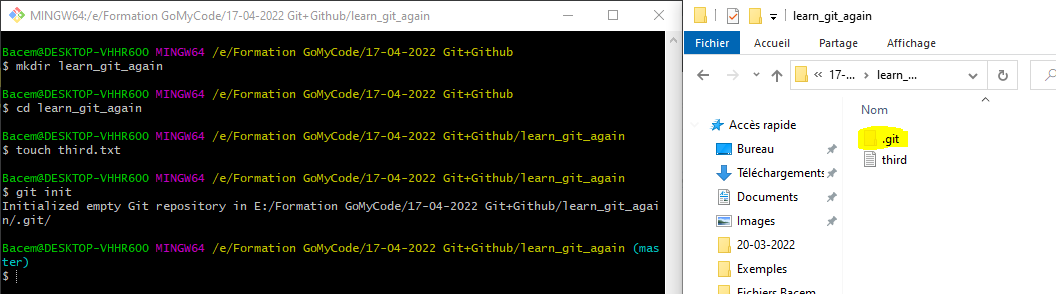 MINGW64:/e/Formation GoMyCode/17-04-2022 Git+Github/learn_git_again
Bacem@DESKTOP-VHHR600 MINGW64 /e/Formation GoMyCode/17-04-2022 Git+Github
$ mkdir learn_git_again
Bacem@DESKTOP-VHHR600 MINGW64 /e/Formation GoMyCode/17-04-2022 Git+Github
$ cd learn_git_again
Bacem@DESKTOP-VHHR600 MINGW64 /e/Formation GoMyCode/17-04-2022 Git+Github/learn_git_again
$ touch third.txt
Bacem@DESKTOP-VHHR600 MINGW64 /e/Formation GoMyCode/17-04-2022 Git+Github/learn_git_again
$ git init
Initialized empty Git repository in E:/Formation GoMyCode/17-04-2022 Git+Github/learn_git_agai
n/.git/
Bacem@DESKTOP-VHHR600 MINGW64 /e/Formation GoMyCode/17-04-2022 Git+Github/learn_git_again (mas
ter)
$
learn_git_again
Fichier Accueil Partage Affichage
« 17-... › learn_...
Nom
Accès rapide
Bureau
Téléchargements
Documents
Images
20-03-2022
Exemples
Fichiers Bacem
.git
third